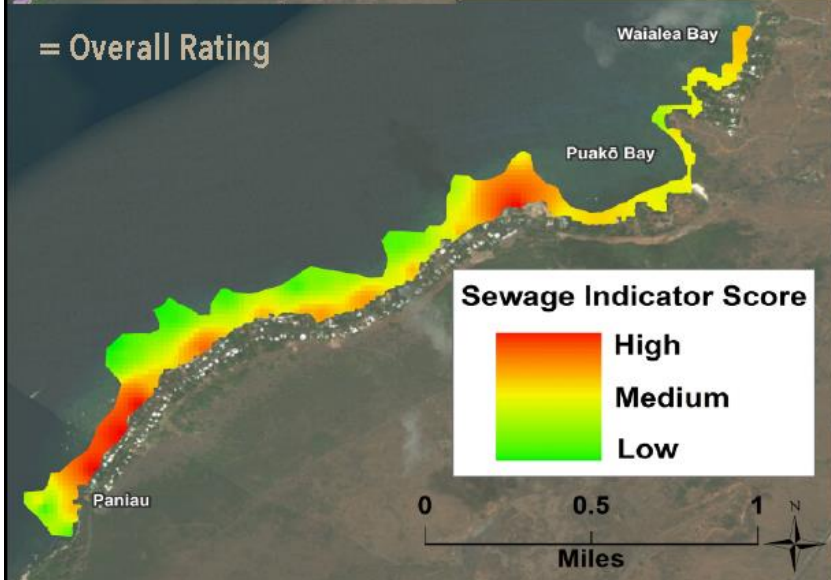 = Overall Rating
Waialea Bay
Puakō Bay
Sewage Indicator Score
High
Medium
Low
Paniau
0 0.5 1
Miles
N